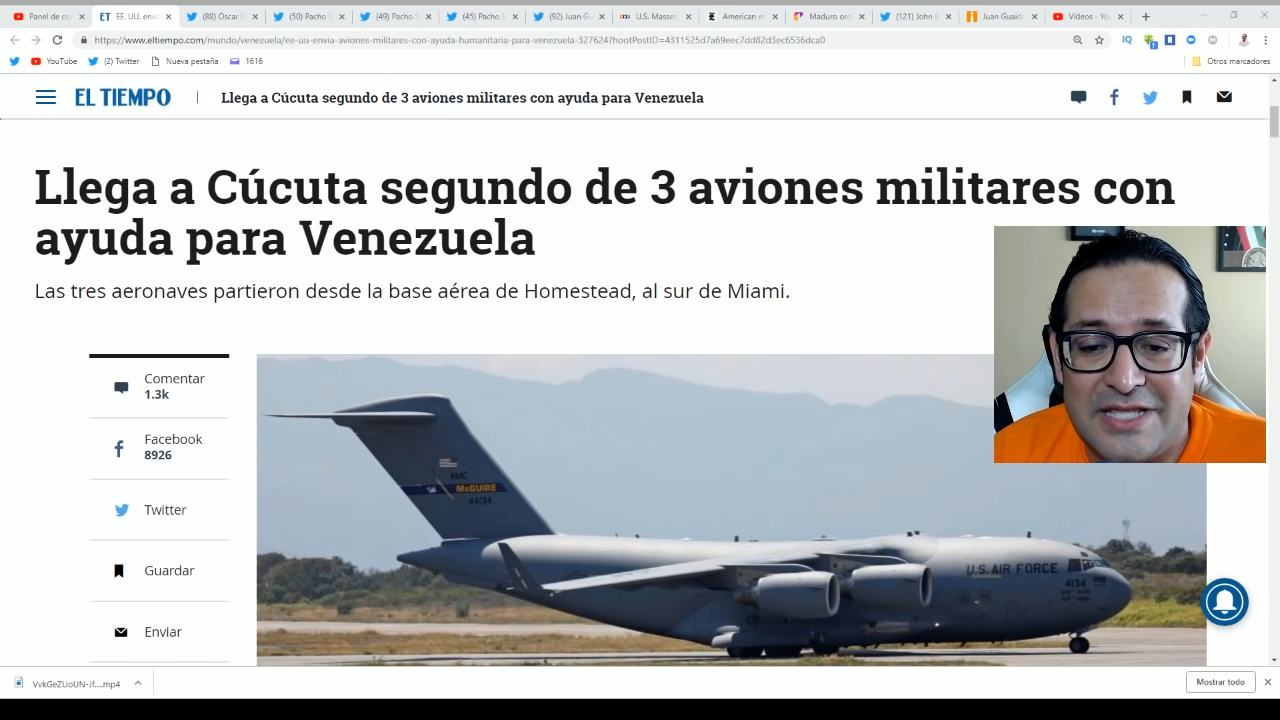 Panel de con
EE. UU. env
(88) Oscar C
(50) Pacho S
(49) Pacho S
(45) Pacho S
(92) Juan G
U.S. Masses
American m
Maduro oro
(121) John R
Juan Guaidó
Vídeos - You
https://www.eltiempo.com/mundo/venezuela/ee-uu-envia-aviones-militares-con-ayuda-humanitaria-para-venezuela-327624?hootPostID=4311525d7a69eec7dd82d3ec6536dca0
YouTube
(2) Twitter
Nueva pestaña
1616
Otros marcadores
EL TIEMPO
Llega a Cúcuta segundo de 3 aviones militares con ayuda para Venezuela
Llega a Cúcuta segundo de 3 aviones militares con
ayuda para Venezuela
Las tres aeronaves partieron desde la base aérea de Homestead, al sur de Miami.
Comentar
1.3k
Facebook
8926
Twitter
Guardar
Enviar
AMC
McGUIRE
44134
U.S. AIR FORCE
4134
VvkGeZUoUN-Jf....mp4
Mostrar todo